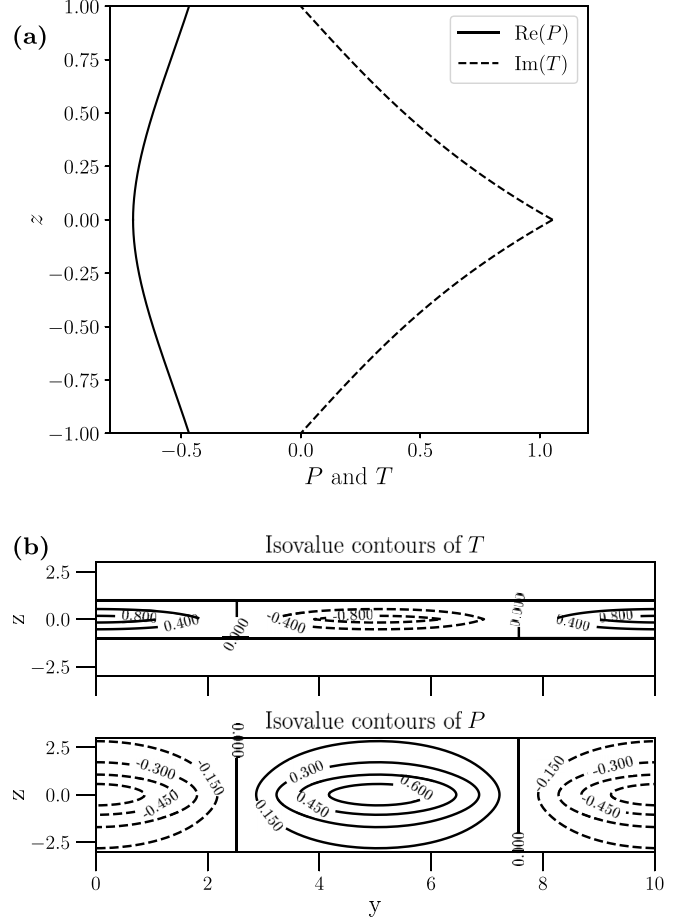 (a)
1.00
0.75
0.50
0.25
0.00
−0.25
−0.50
−0.75
−1.00
z
Re(P)
Im(T)
−0.5 0.0 0.5 1.0
P and T
(b)
Isovalue contours of T
2.5
0.0
−2.5
z
0.800
0.400
0.000
-0.400
-0.800
0.000
0.400
0.800
Isovalue contours of P
2.5
0.0
−2.5
z
-0.300
-0.450
-0.150
0.000
0.300
0.450
0.150
0.600
0.000
-0.150
-0.300
-0.450
0 2 4 6 8 10
y